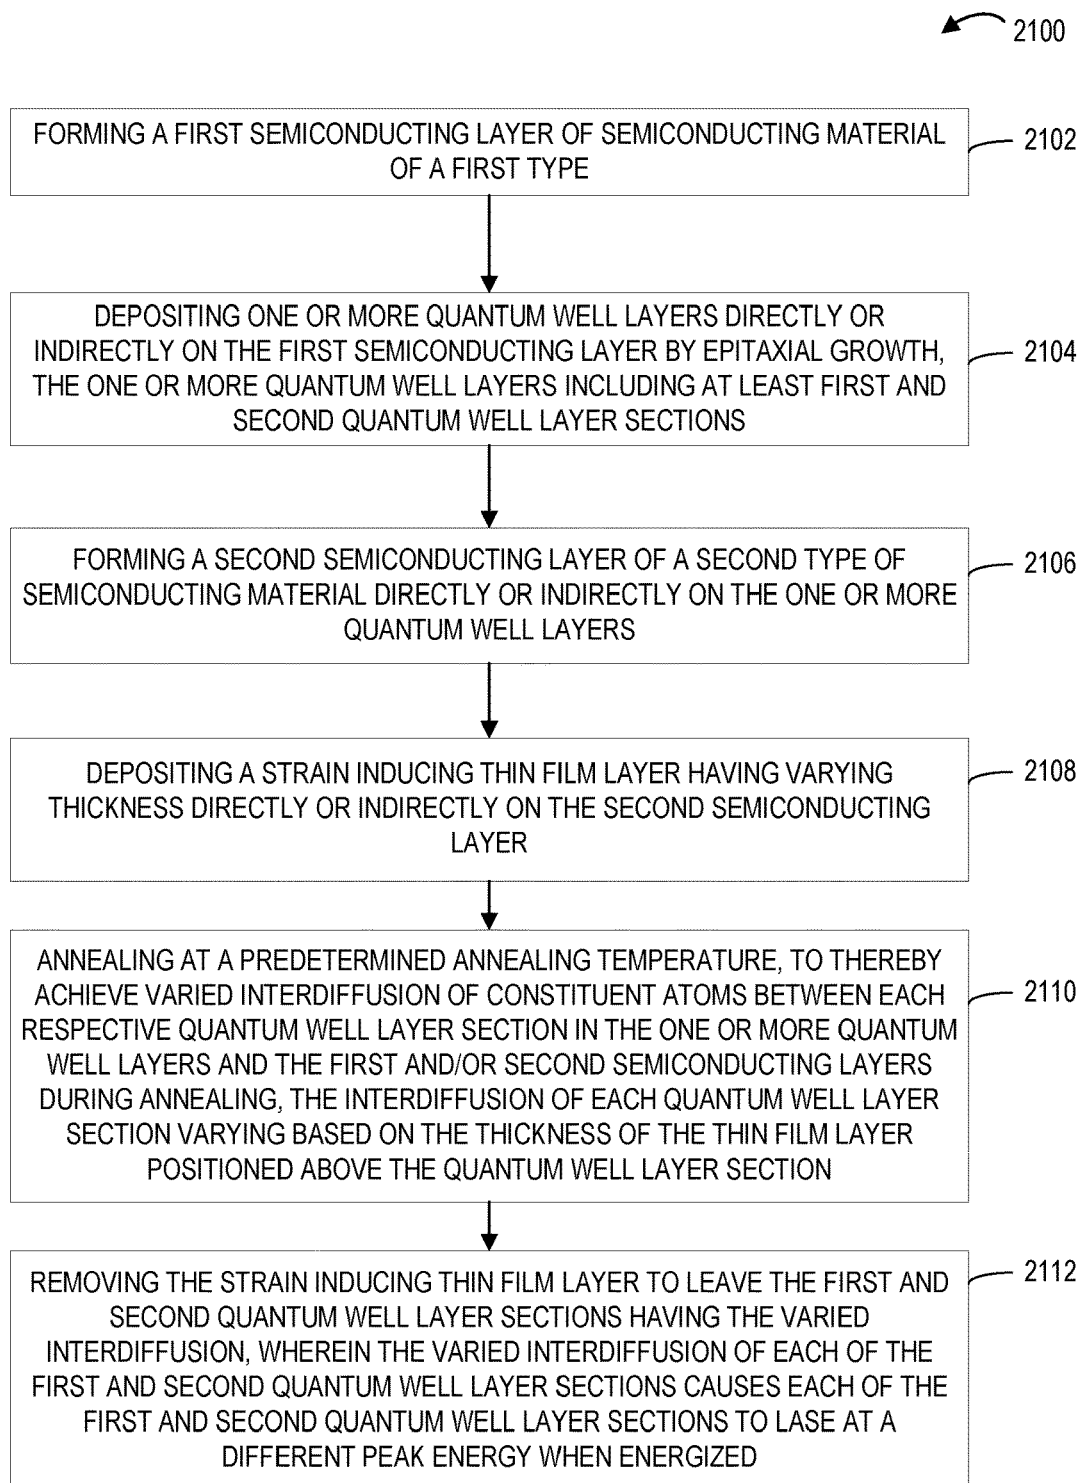 2100
FORMING A FIRST SEMICONDUCTING LAYER OF SEMICONDUCTING MATERIAL
OF A FIRST TYPE
2102
DEPOSITING ONE OR MORE QUANTUM WELL LAYERS DIRECTLY OR
INDIRECTLY ON THE FIRST SEMICONDUCTING LAYER BY EPITAXIAL GROWTH,
THE ONE OR MORE QUANTUM WELL LAYERS INCLUDING AT LEAST FIRST AND
SECOND QUANTUM WELL LAYER SECTIONS
2104
FORMING A SECOND SEMICONDUCTING LAYER OF A SECOND TYPE OF
SEMICONDUCTING MATERIAL DIRECTLY OR INDIRECTLY ON THE ONE OR MORE
QUANTUM WELL LAYERS
2106
DEPOSITING A STRAIN INDUCING THIN FILM LAYER HAVING VARYING
THICKNESS DIRECTLY OR INDIRECTLY ON THE SECOND SEMICONDUCTING
LAYER
2108
ANNEALING AT A PREDETERMINED ANNEALING TEMPERATURE, TO THEREBY
ACHIEVE VARIED INTERDIFFUSION OF CONSTITUENT ATOMS BETWEEN EACH
RESPECTIVE QUANTUM WELL LAYER SECTION IN THE ONE OR MORE QUANTUM
WELL LAYERS AND THE FIRST AND/OR SECOND SEMICONDUCTING LAYERS
DURING ANNEALING, THE INTERDIFFUSION OF EACH QUANTUM WELL LAYER
SECTION VARYING BASED ON THE THICKNESS OF THE THIN FILM LAYER
POSITIONED ABOVE THE QUANTUM WELL LAYER SECTION
2110
REMOVING THE STRAIN INDUCING THIN FILM LAYER TO LEAVE THE FIRST AND
SECOND QUANTUM WELL LAYER SECTIONS HAVING THE VARIED
INTERDIFFUSION, WHEREIN THE VARIED INTERDIFFUSION OF EACH OF THE
FIRST AND SECOND QUANTUM WELL LAYER SECTIONS CAUSES EACH OF THE
FIRST AND SECOND QUANTUM WELL LAYER SECTIONS TO LASE AT A
DIFFERENT PEAK ENERGY WHEN ENERGIZED
2112